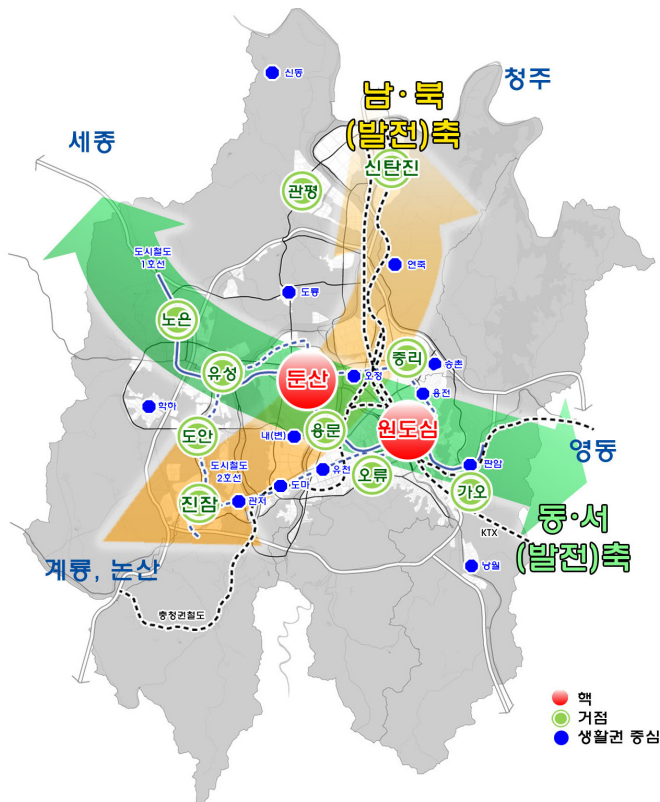 신동
청주
남·북
(발전)축
세종
신탄진
관평
도시철도
1호선
연축
도룡
노은
유성
둔산
중리
송촌
오정
용전
학하
도안
내(변)
용문
원도심
영동
판암
도시철도
2호선
유천
오류
도마
가오
진잠
관저
동·서
(발전)축
KTX
계룡, 논산
낭월
충청권철도
핵
거점
생활권 중심